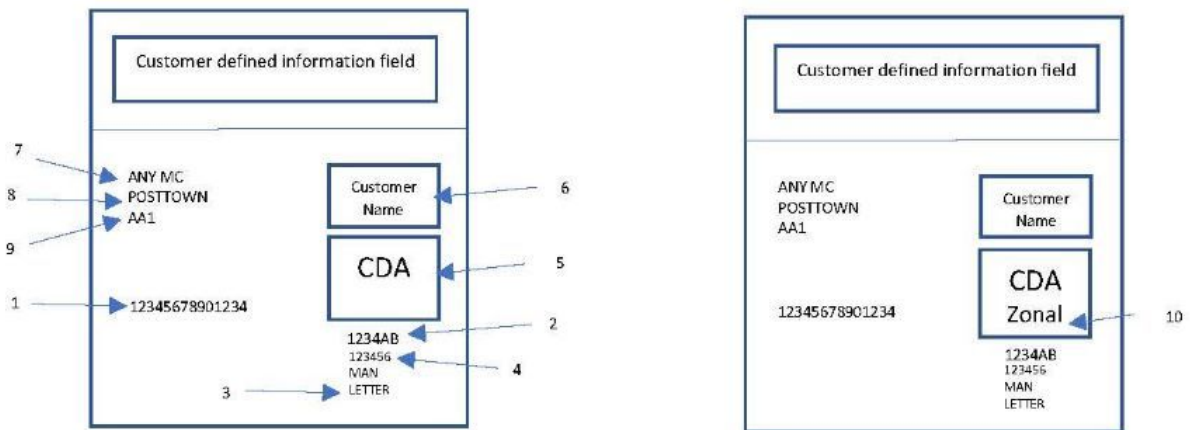 Customer defined information field
7
ANY MC
8
POSTTOWN
9
AA1
Customer
Name
6
CDA
5
1
12345678901234
1234AB
2
123456
4
MAN
3
LETTER
Customer defined information field
ANY MC
POSTTOWN
AA1
Customer
Name
CDA
Zonal
10
12345678901234
1234AB
123456
MAN
LETTER